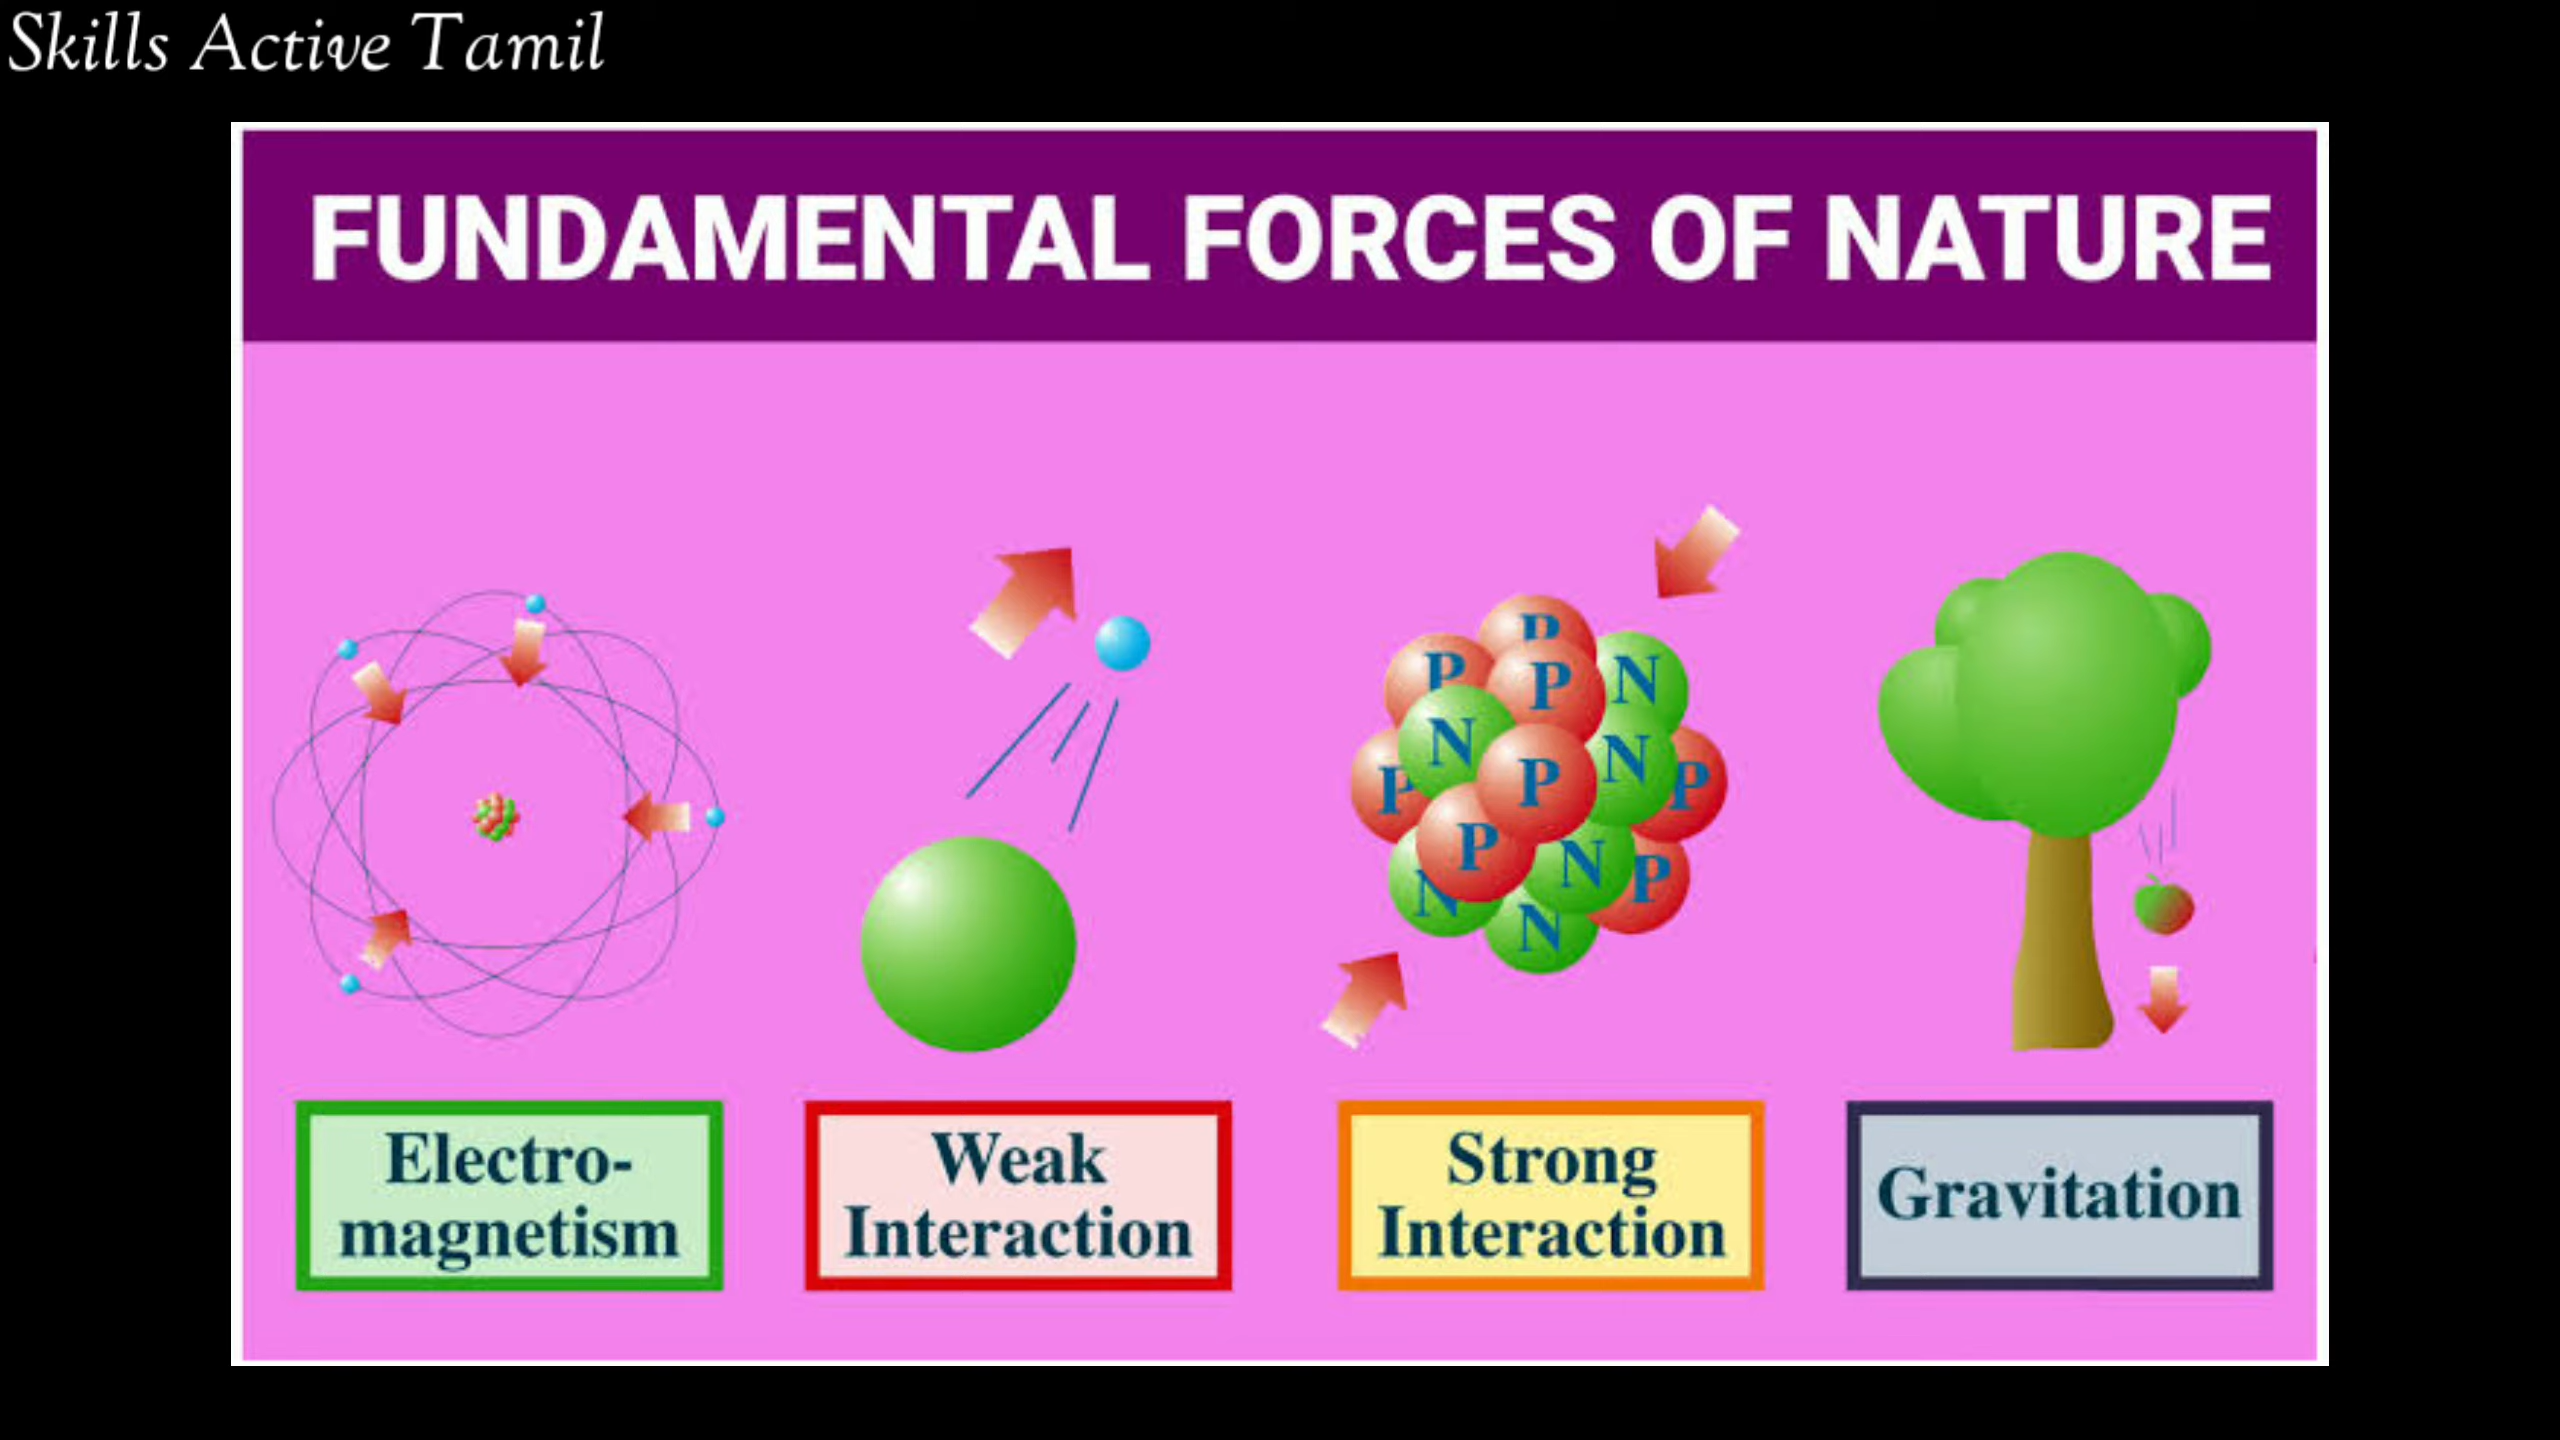 Skills Active Tamil
FUNDAMENTAL FORCES OF NATURE
P
P
P
N
N
N
P
P
P
P
N
P
N
N
Electro-
magnetism
Weak
Interaction
Strong
Interaction
Gravitation